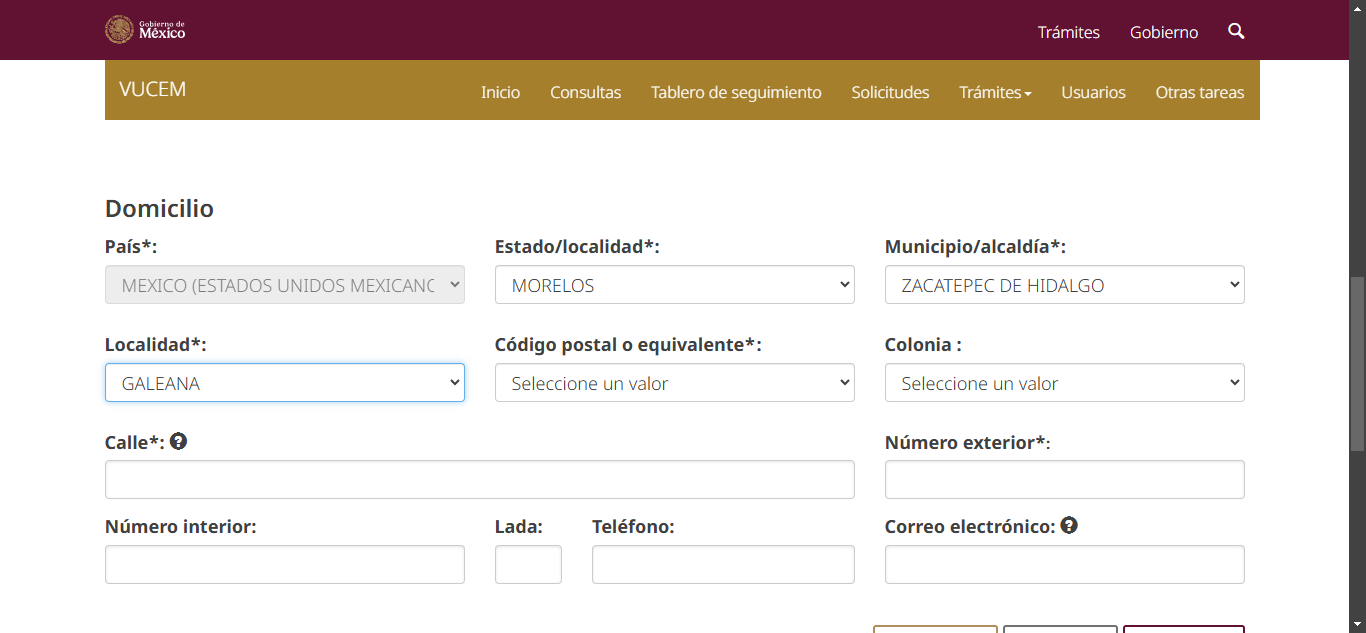 Gobierno de
México
Trámites Gobierno
VUCEM Inicio Consultas Tablero de seguimiento Solicitudes Trámites Usuarios Otras tareas
Domicilio
País*: Estado/localidad*: Municipio/alcaldía*:
MEXICO (ESTADOS UNIDOS MEXICANO MORELOS ZACATEPEC DE HIDALGO
Localidad*: Código postal o equivalente*: Colonia :
GALEANA Seleccione un valor Seleccione un valor
Calle*: ? Número exterior*:
Número interior: Lada: Teléfono: Correo electrónico: ?